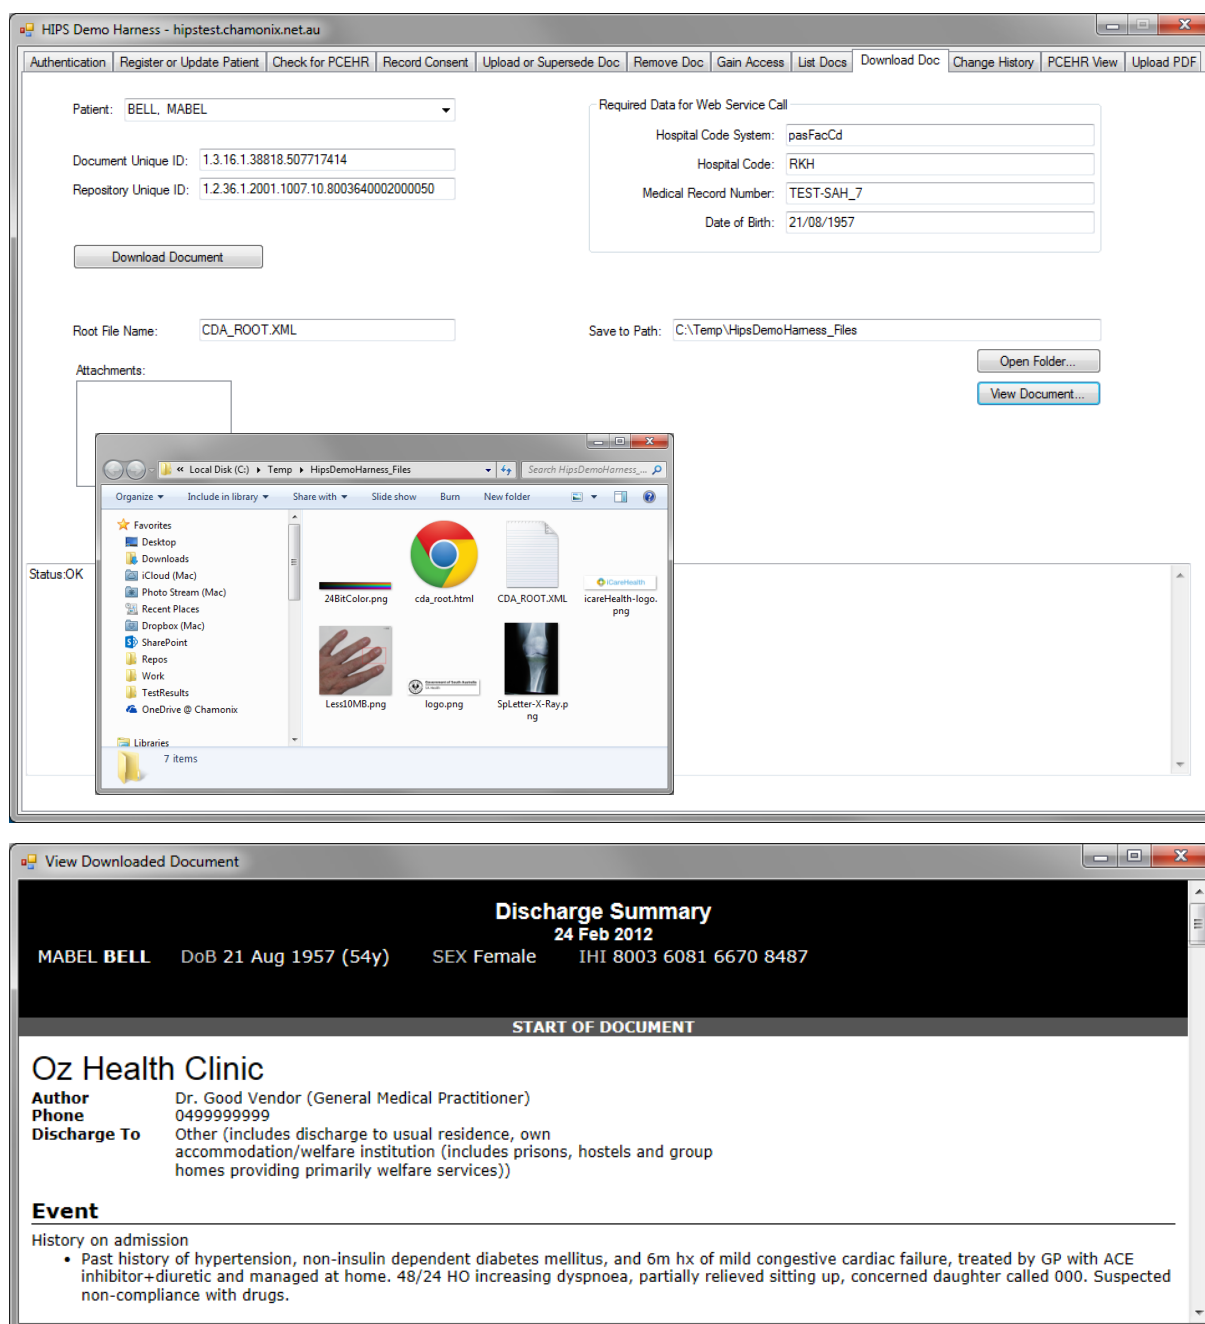 HIPS Demo Harness - hipstest.chamonix.net.au
Authentication Register or Update Patient Check for PCEHR Record Consent Upload or Supersede Doc Remove Doc Gain Access List Docs Download Doc Change History PCEHR View Upload PDF
Patient: BELL, MABEL
Document Unique ID: 1.3.16.1.38818.507717414
Repository Unique ID: 1.2.36.1.2001.1007.10.8003640002000050
Download Document
Required Data for Web Service Call
Hospital Code System: pasFacCd
Hospital Code: RKH
Medical Record Number: TEST-SAH_7
Date of Birth: 21/08/1957
Root File Name: CDA_ROOT.XML
Save to Path: C:\Temp\HipsDemoHarness_Files
Open Folder...
View Document...
Attachments:
Status:OK
« Local Disk (C:) Temp HipsDemoHarness_Files
Search HipsDemoHarness_...
Organize Include in library Share with Slide show Burn New folder
Favorites
Desktop
Downloads
iCloud (Mac)
Photo Stream (Mac)
Recent Places
Dropbox (Mac)
SharePoint
Repos
Work
TestResults
OneDrive @ Chamonix
Libraries
24BitColor.png
cda_root.html
CDA_ROOT.XML
iCareHealth
icareHealth-logo.
png
Less10MB.png
logo.png
SpLetter-X-Ray.p
ng
7 items
View Downloaded Document
Discharge Summary
24 Feb 2012
MABEL BELL DoB 21 Aug 1957 (54y) SEX Female IHI 8003 6081 6670 8487
START OF DOCUMENT
Oz Health Clinic
Author Dr. Good Vendor (General Medical Practitioner)
Phone 0499999999
Discharge To Other (includes discharge to usual residence, own
accommodation/welfare institution (includes prisons, hostels and group
homes providing primarily welfare services))
Event
History on admission
• Past history of hypertension, non-insulin dependent diabetes mellitus, and 6m hx of mild congestive cardiac failure, treated by GP with ACE
inhibitor+diuretic and managed at home. 48/24 HO increasing dyspnoea, partially relieved sitting up, concerned daughter called 000. Suspected
non-compliance with drugs.